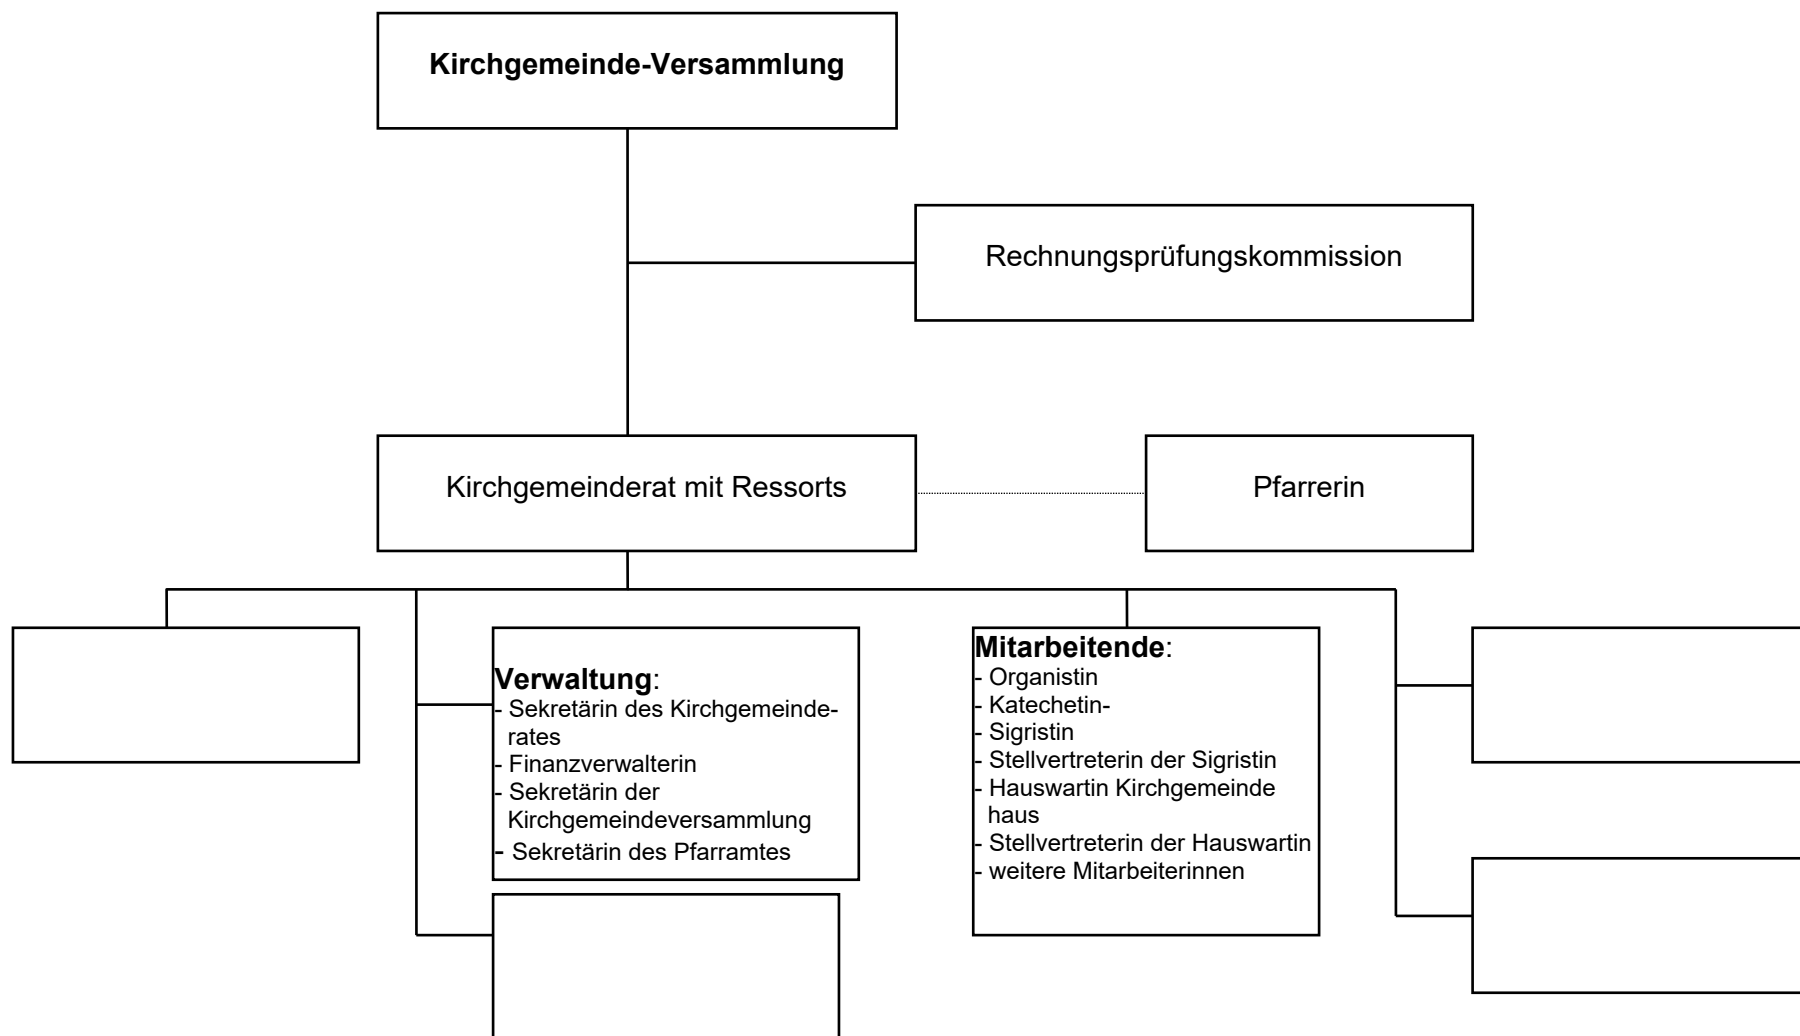 Kirchgemeinde-Versammlung
Rechnungsprüfungskommission
Kirchgemeinderat mit Ressorts
Pfarrerin
Verwaltung:
- Sekretärin des Kirchgemeinde-
rates
- Finanzverwalterin
- Sekretärin der
Kirchgemeindeversammlung
- Sekretärin des Pfarramtes
Mitarbeitende:
- Organistin
- Katechetin-
- Sigristin
- Stellvertreterin der Sigristin
- Hauswartin Kirchgemeinde
haus
- Stellvertreterin der Hauswartin
- weitere Mitarbeiterinnen